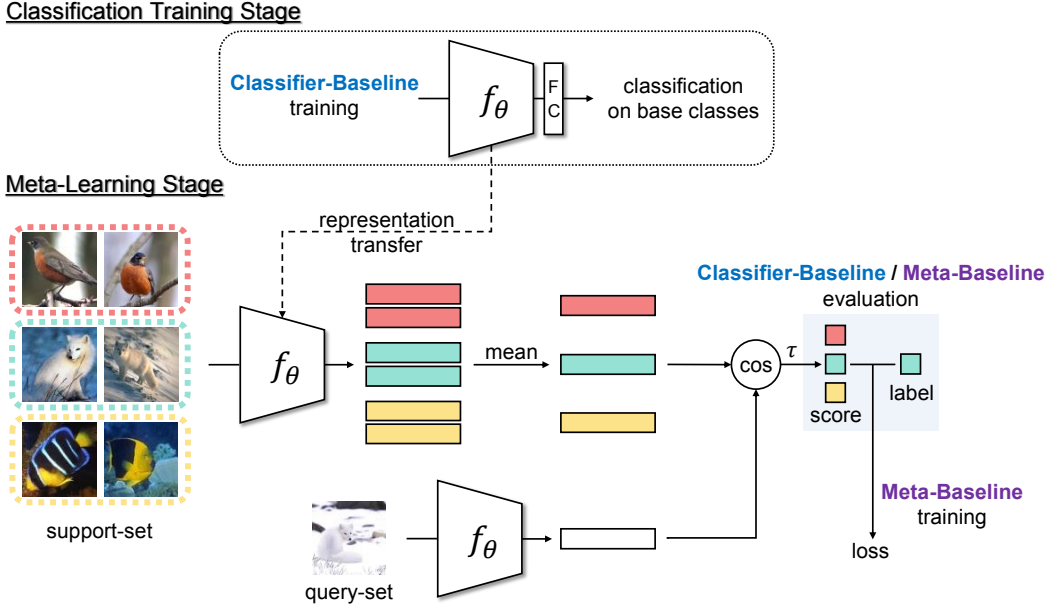 Classification Training Stage
Classifier-Baseline
training
f_θ
F
C
classification
on base classes
Meta-Learning Stage
representation
transfer
Classifier-Baseline / Meta-Baseline
evaluation
f_θ
mean
cos
τ
score
label
support-set
f_θ
query-set
Meta-Baseline
training
loss